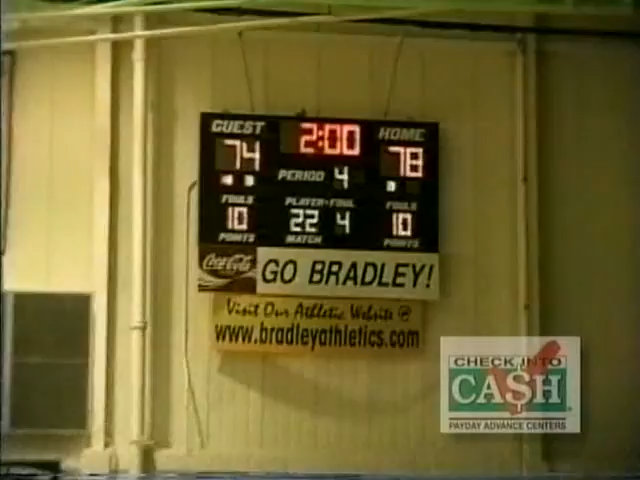 GUEST 2:00 HOME
74 78
PERIOD 4
FOULS PLAYER-FOUL FOULS
10 22 4 10
POINTS MATCH POINTS
Coca-Cola GO BRADLEY!
Visit Our Athletic Website @
www.bradleyathletics.com
CHECK INTO
CA$H
PAYDAY ADVANCE CENTERS